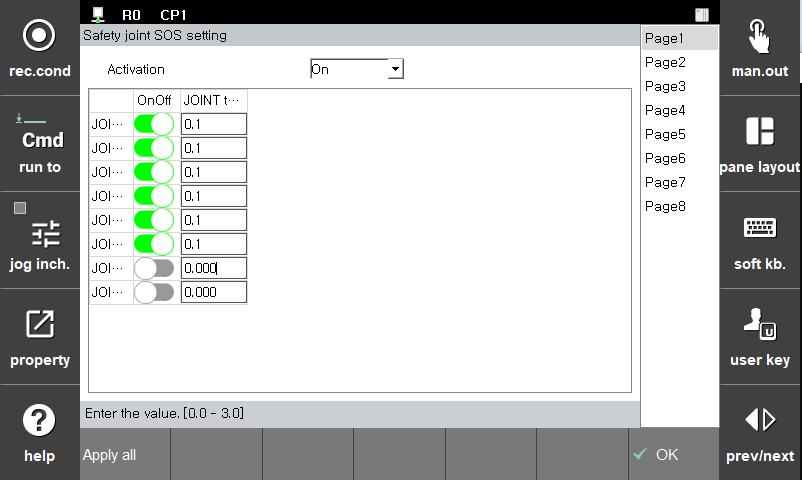 R0 CP1
Safety joint SOS setting
Activation On
OnOff JOINT t…
JOI… 0.1
JOI… 0.1
JOI… 0.1
JOI… 0.1
JOI… 0.1
JOI… 0.1
JOI… 0.000
JOI… 0.000
Enter the value. [0.0 - 3.0]
Page1
Page2
Page3
Page4
Page5
Page6
Page7
Page8
rec.cond
Cmd
run to
jog inch.
property
help
man.out
pane layout
soft kb.
U
user key
prev/next
Apply all
OK